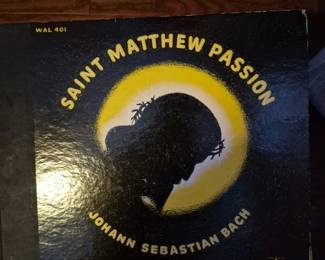 WAL 401
SAINT MATTHEW PASSION
JOHANN SEBASTIAN BACH